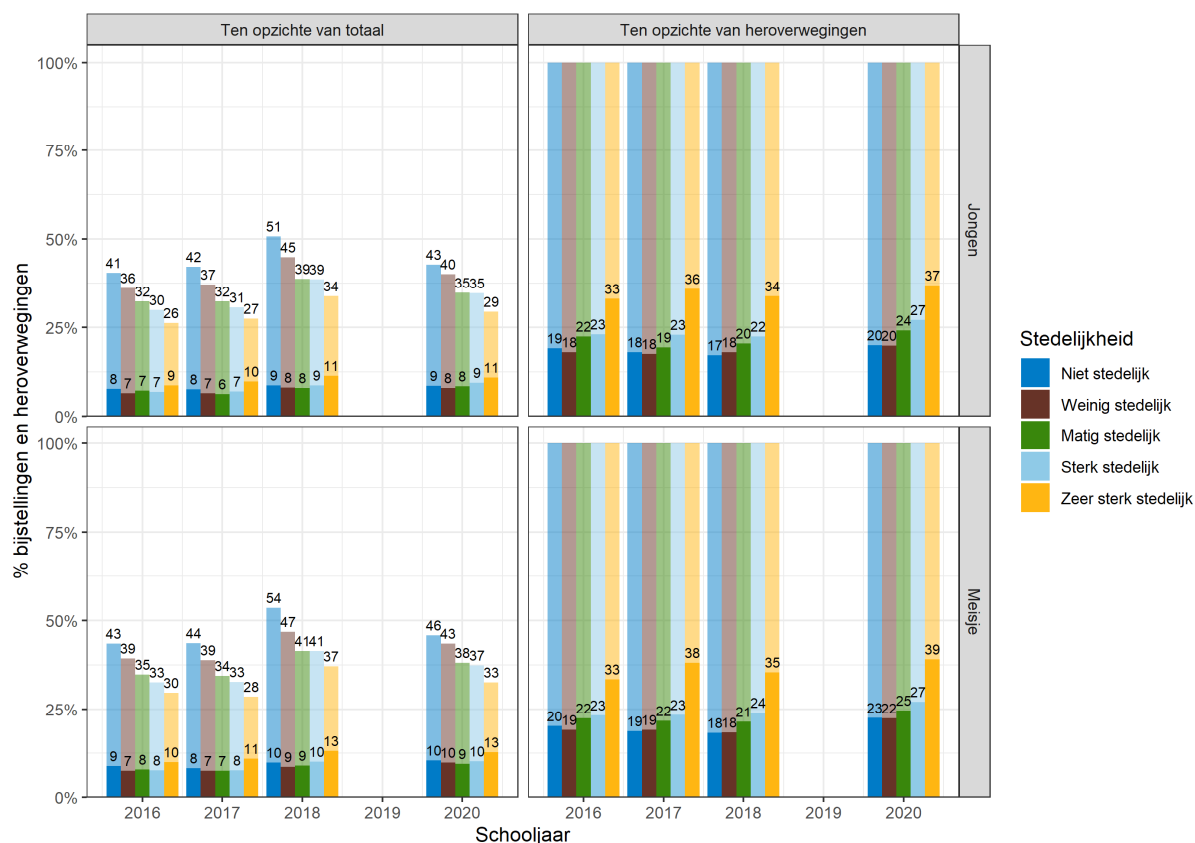 Ten opzichte van totaal
Ten opzichte van heroverwegingen
% bijstellingen en heroverwegingen
100%
75%
50%
25%
0%
41 36 32 30 26
42 37 32 31 27
51 45 39 39 34
43 40 35 35 29
8 7 7 7 9
8 7 6 7 10
9 8 8 9 11
9 8 8 9 11
19 18 22 23 33
18 18 19 23 36
17 18 20 22 34
20 20 24 27 37
Jongen
100%
75%
50%
25%
0%
43 39 35 33 30
44 39 34 33 28
54 47 41 41 37
46 43 38 37 33
9 7 8 8 10
8 7 7 8 11
10 9 9 10 13
10 10 9 10 13
20 19 22 23 33
19 19 22 23 38
18 18 21 24 35
23 22 25 27 39
Meisje
2016 2017 2018 2019 2020
2016 2017 2018 2019 2020
Schooljaar
Stedelijkheid
Niet stedelijk
Weinig stedelijk
Matig stedelijk
Sterk stedelijk
Zeer sterk stedelijk